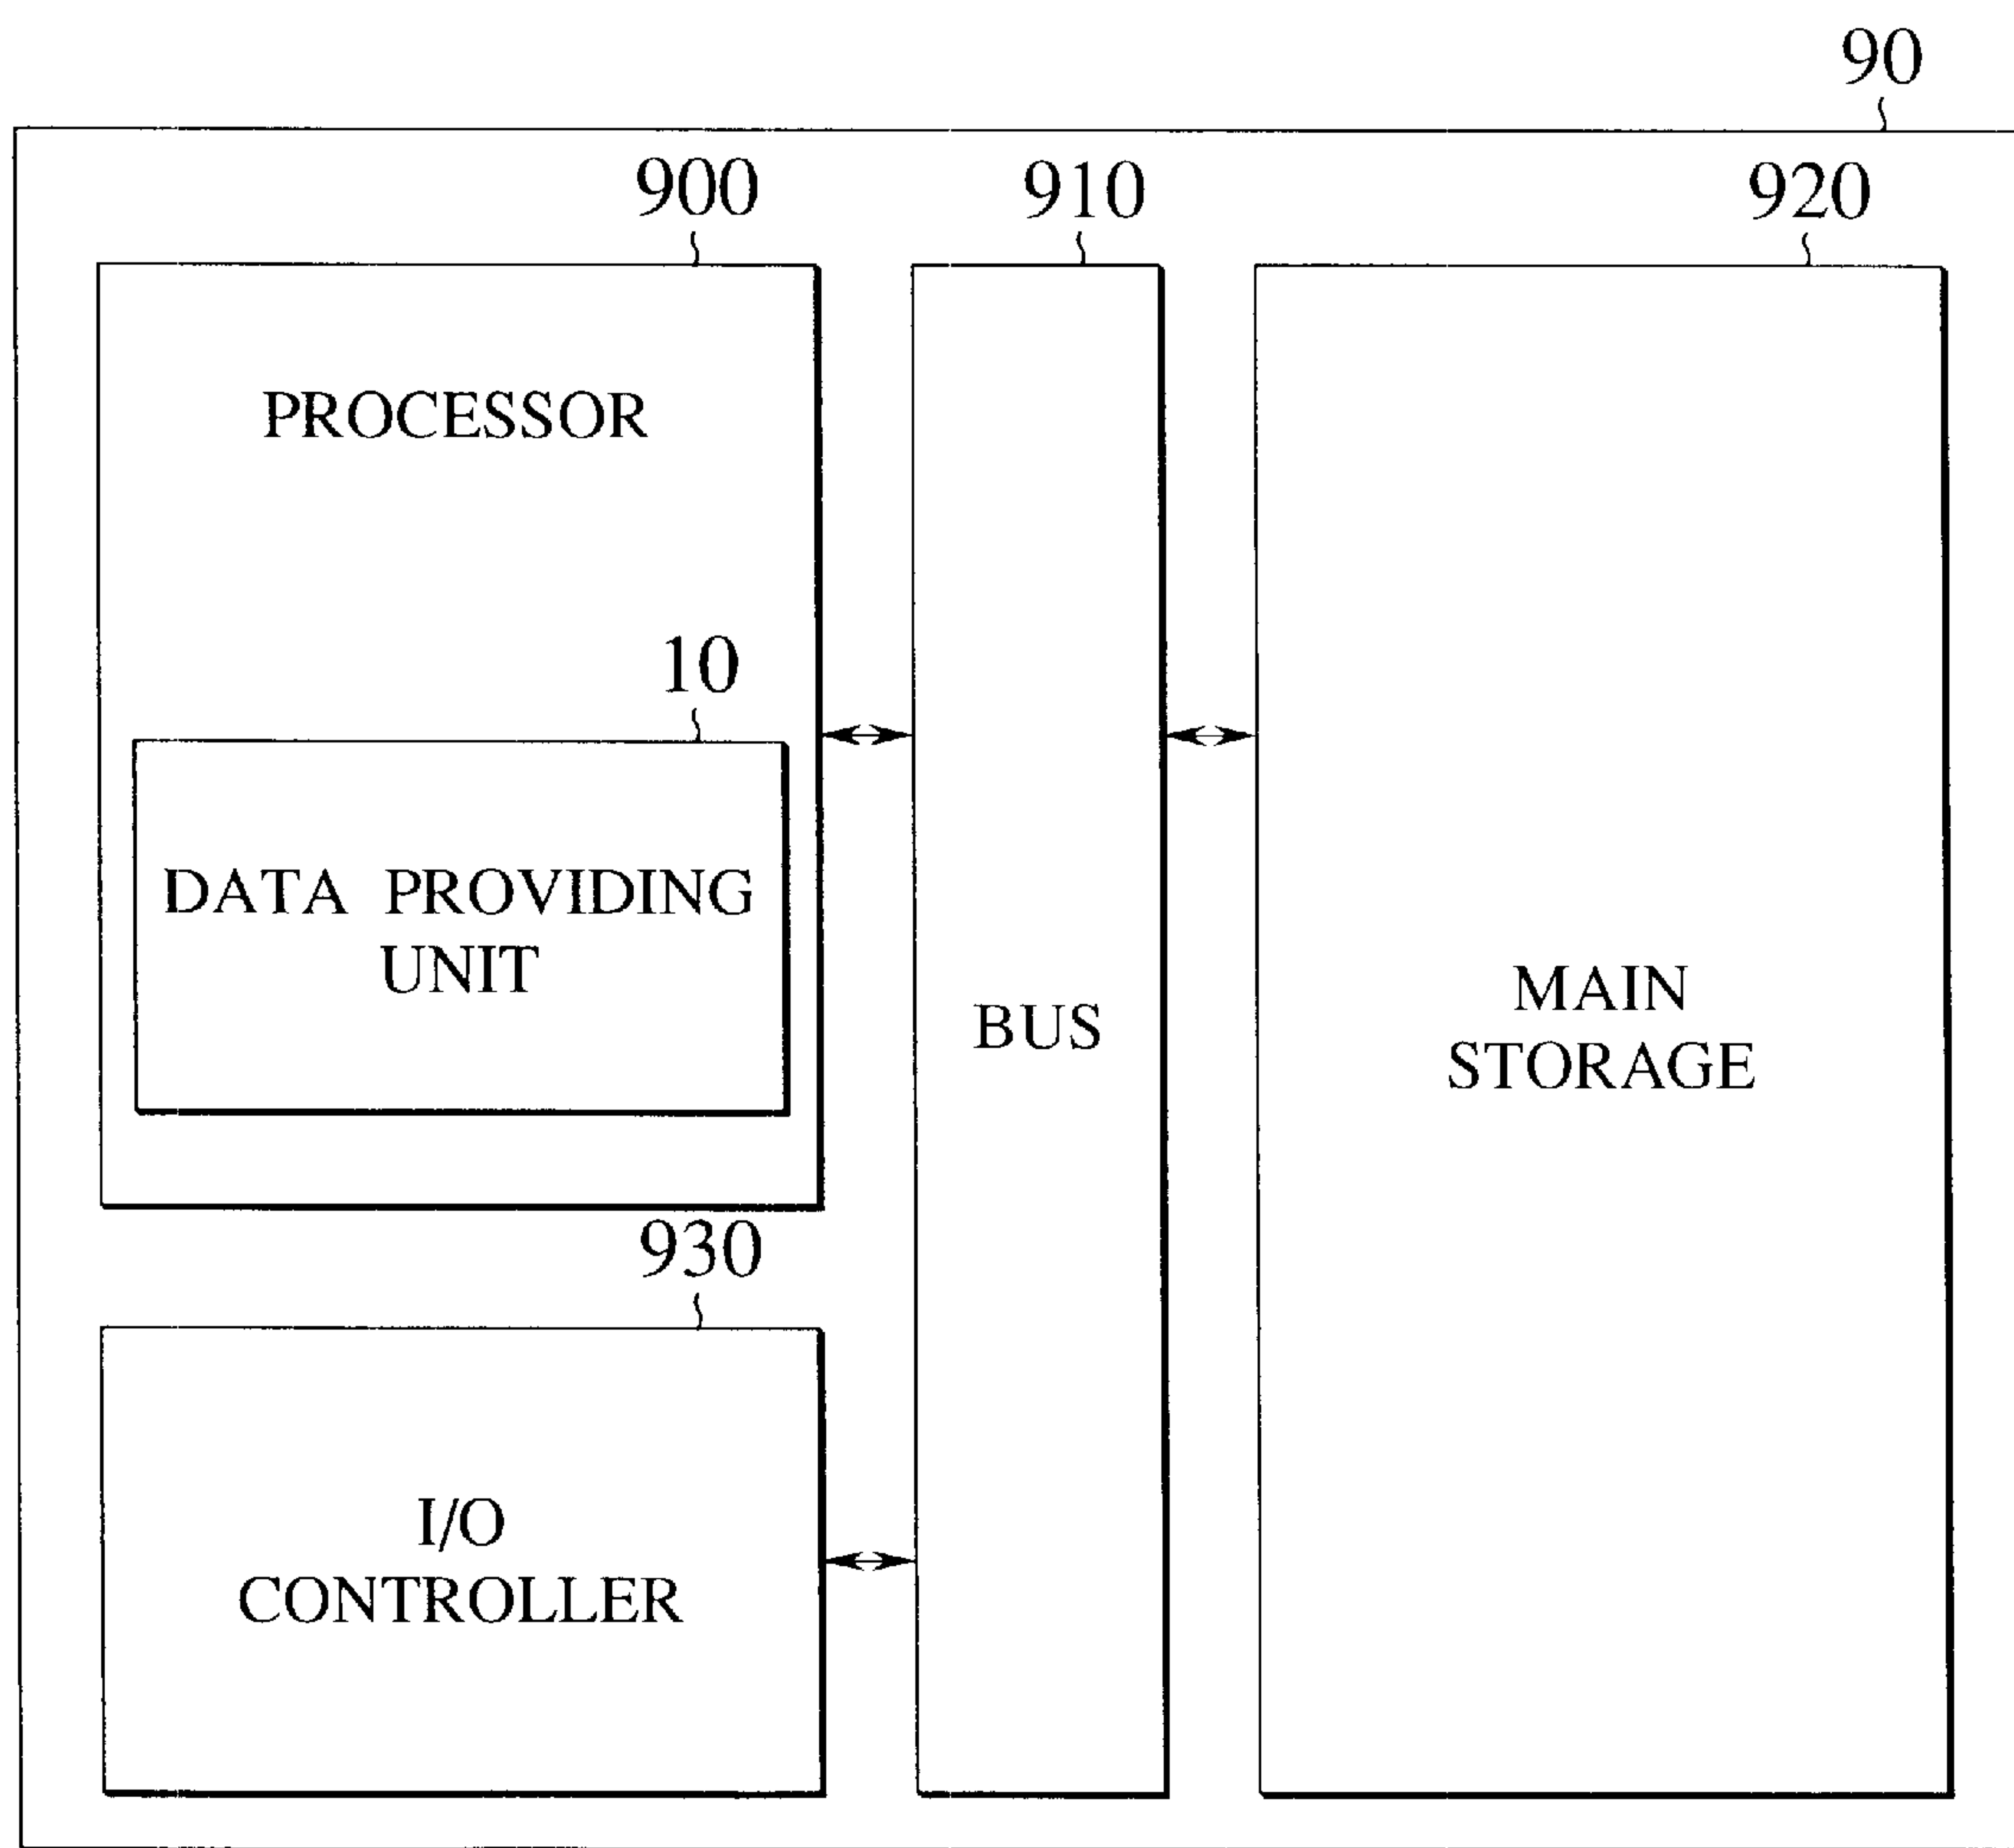 90
900
910
920
PROCESSOR
10
DATA PROVIDING
UNIT
BUS
MAIN
STORAGE
930
I/O
CONTROLLER